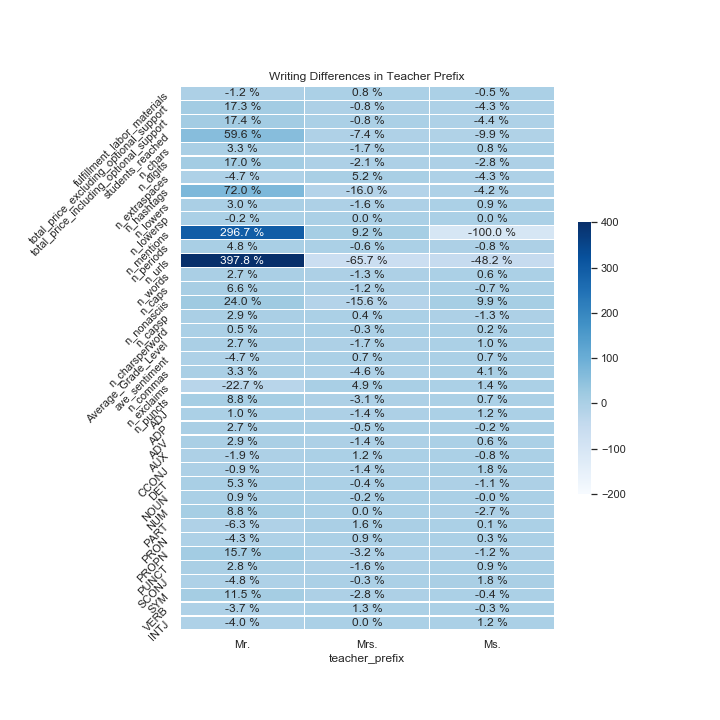 Writing Differences in Teacher Prefix
fulfillment_labor_materials -1.2 % 0.8 % -0.5 %
total_price_excluding_optional_support 17.3 % -0.8 % -4.3 %
total_price_including_optional_support 17.4 % -0.8 % -4.4 %
students_reached 59.6 % -7.4 % -9.9 %
n_chars 3.3 % -1.7 % 0.8 %
n_digits 17.0 % -2.1 % -2.8 %
n_extraspaces -4.7 % 5.2 % -4.3 %
n_hashtags 72.0 % -16.0 % -4.2 %
n_lowers 3.0 % -1.6 % 0.9 %
n_lowersp -0.2 % 0.0 % 0.0 %
n_mentions 296.7 % 9.2 % -100.0 %
n_periods 4.8 % -0.6 % -0.8 %
n_urls 397.8 % -65.7 % -48.2 %
n_words 2.7 % -1.3 % 0.6 %
n_caps 6.6 % -1.2 % -0.7 %
n_nonasciis 24.0 % -15.6 % 9.9 %
n_capsp 2.9 % 0.4 % -1.3 %
n_charsperword 0.5 % -0.3 % 0.2 %
Average_Grade_Level 2.7 % -1.7 % 1.0 %
ave_sentiment -4.7 % 0.7 % 0.7 %
n_commas 3.3 % -4.6 % 4.1 %
n_exclaims -22.7 % 4.9 % 1.4 %
n_puncts 8.8 % -3.1 % 0.7 %
ADJ 1.0 % -1.4 % 1.2 %
ADP 2.7 % -0.5 % -0.2 %
ADV 2.9 % -1.4 % 0.6 %
AUX -1.9 % 1.2 % -0.8 %
CCONJ -0.9 % -1.4 % 1.8 %
DET 5.3 % -0.4 % -1.1 %
NOUN 0.9 % -0.2 % -0.0 %
NUM 8.8 % 0.0 % -2.7 %
PART -6.3 % 1.6 % 0.1 %
PRON -4.3 % 0.9 % 0.3 %
PROPN 15.7 % -3.2 % -1.2 %
PUNCT 2.8 % -1.6 % 0.9 %
SCONJ -4.8 % -0.3 % 1.8 %
SYM 11.5 % -2.8 % -0.4 %
VERB -3.7 % 1.3 % -0.3 %
INTJ -4.0 % 0.0 % 1.2 %
Mr. Mrs. Ms.
teacher_prefix
400
300
200
100
0
−100
−200